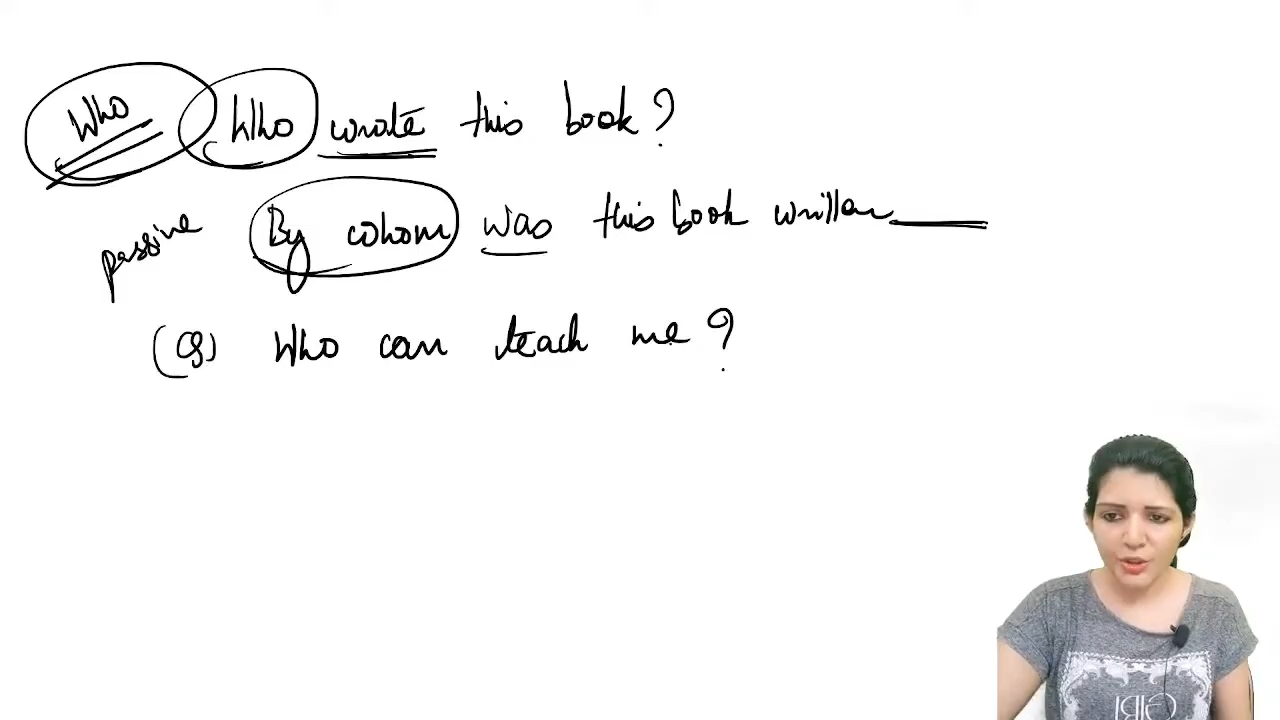 Who Who wrote this book?
passive By whom was this book written
(Q) Who can teach me?